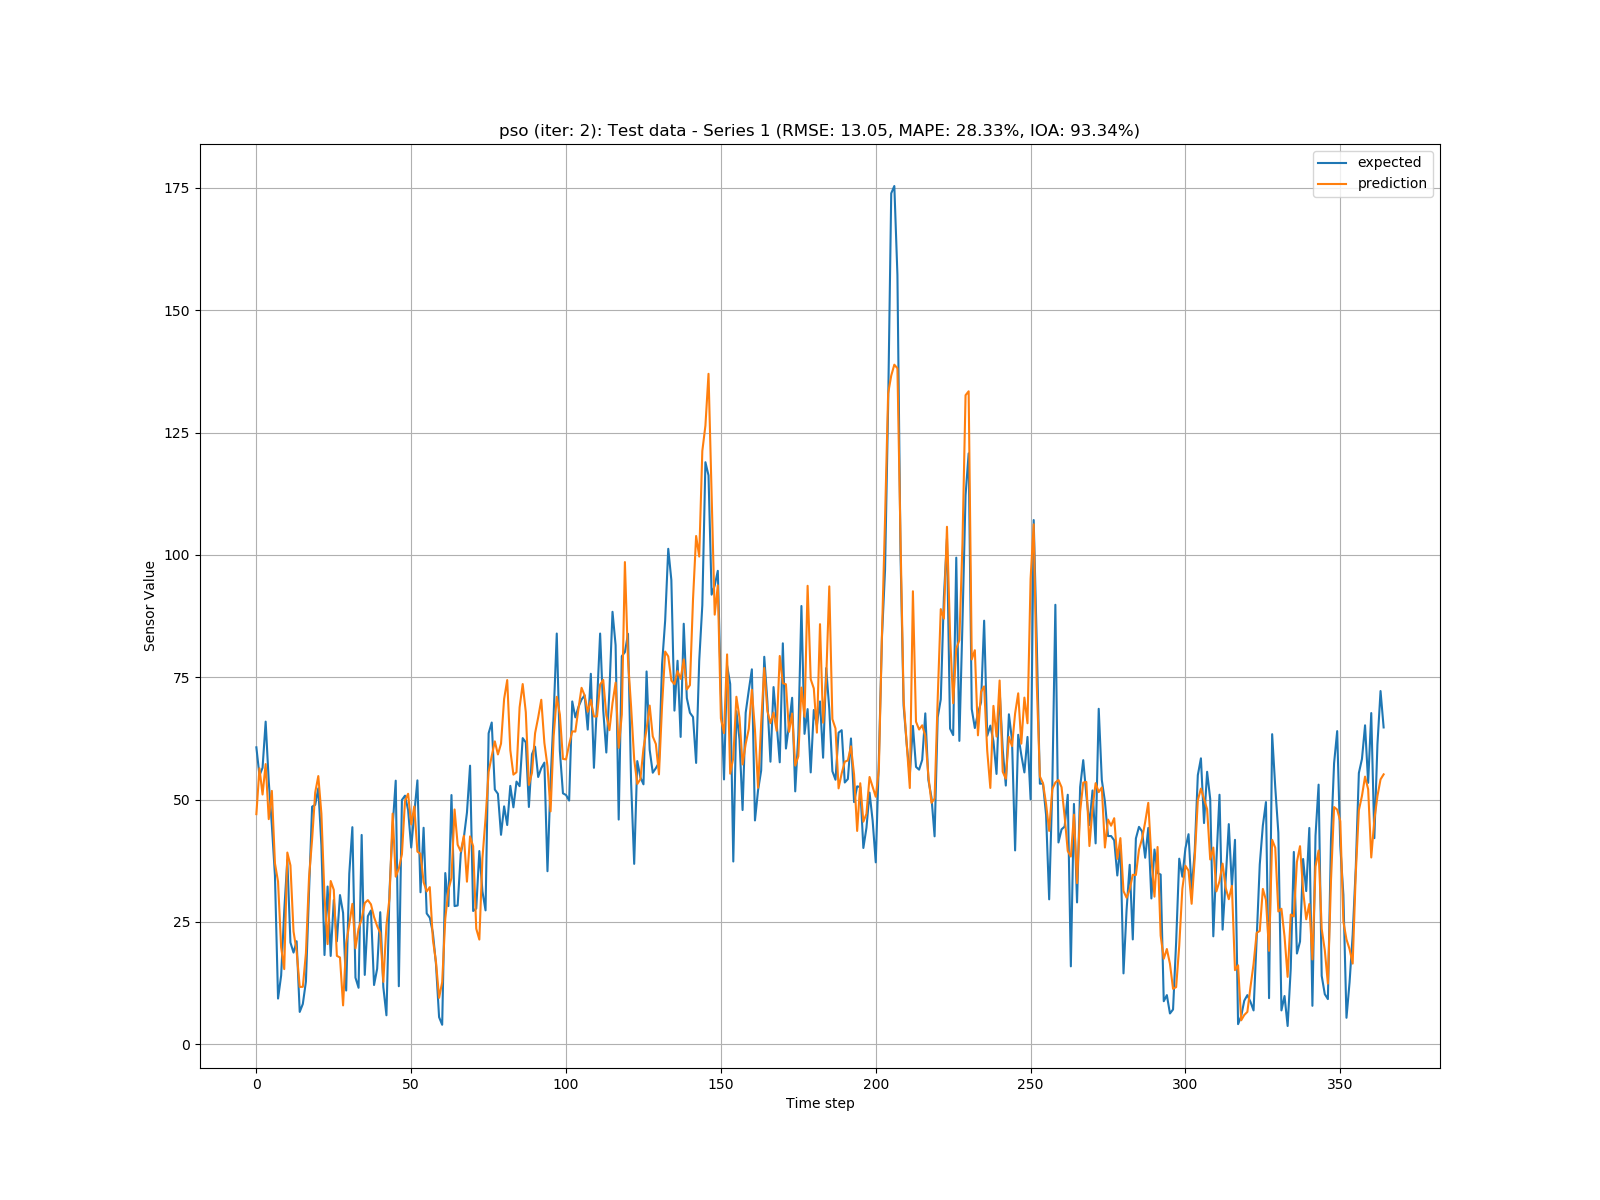 pso (iter: 2): Test data - Series 1 (RMSE: 13.05, MAPE: 28.33%, IOA: 93.34%)
expected
prediction
175
150
125
100
75
50
25
0
Sensor Value
0 50 100 150 200 250 300 350
Time step